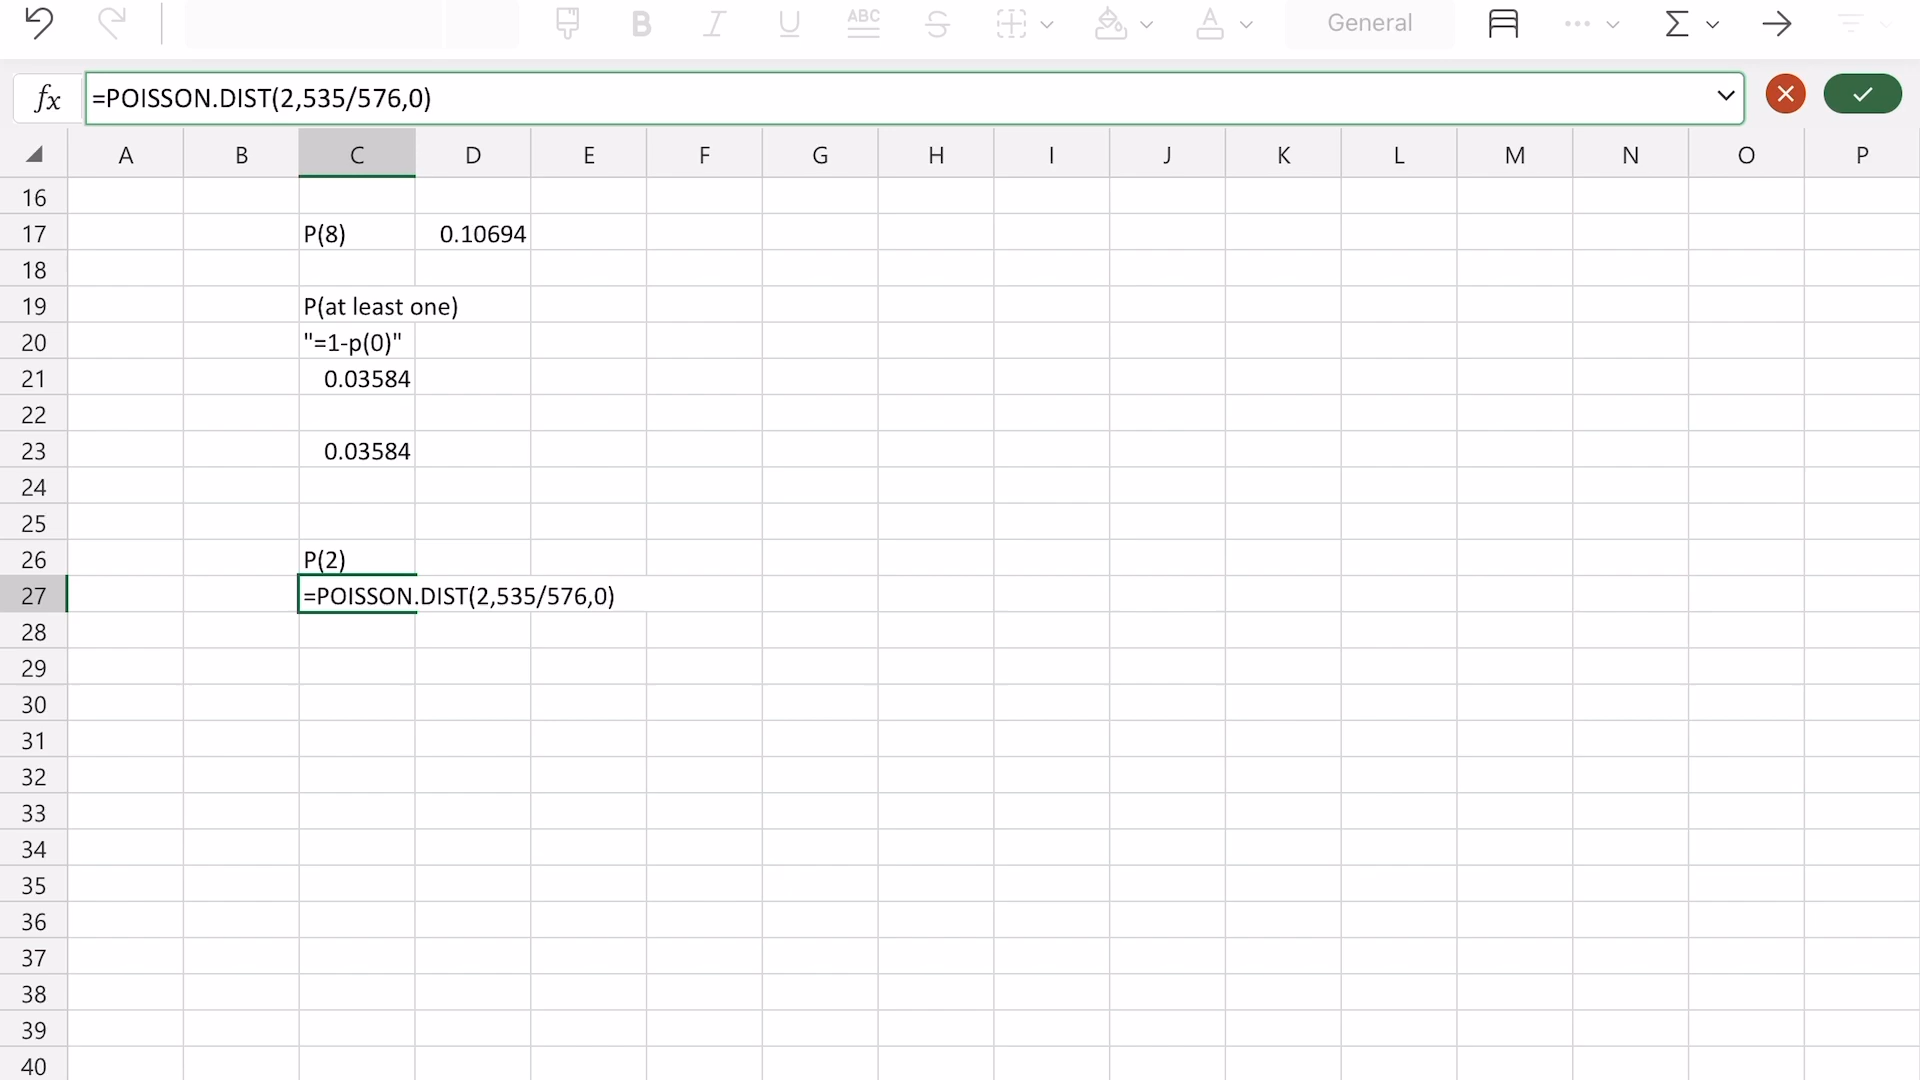 B I U ABC S A General Σ
fx =POISSON.DIST(2,535/576,0)
A B C D E F G H I J K L M N O P
16
17 P(8) 0.10694
18
19 P(at least one)
20 "=1-p(0)"
21 0.03584
22
23 0.03584
24
25
26 P(2)
27 =POISSON.DIST(2,535/576,0)
28
29
30
31
32
33
34
35
36
37
38
39
40